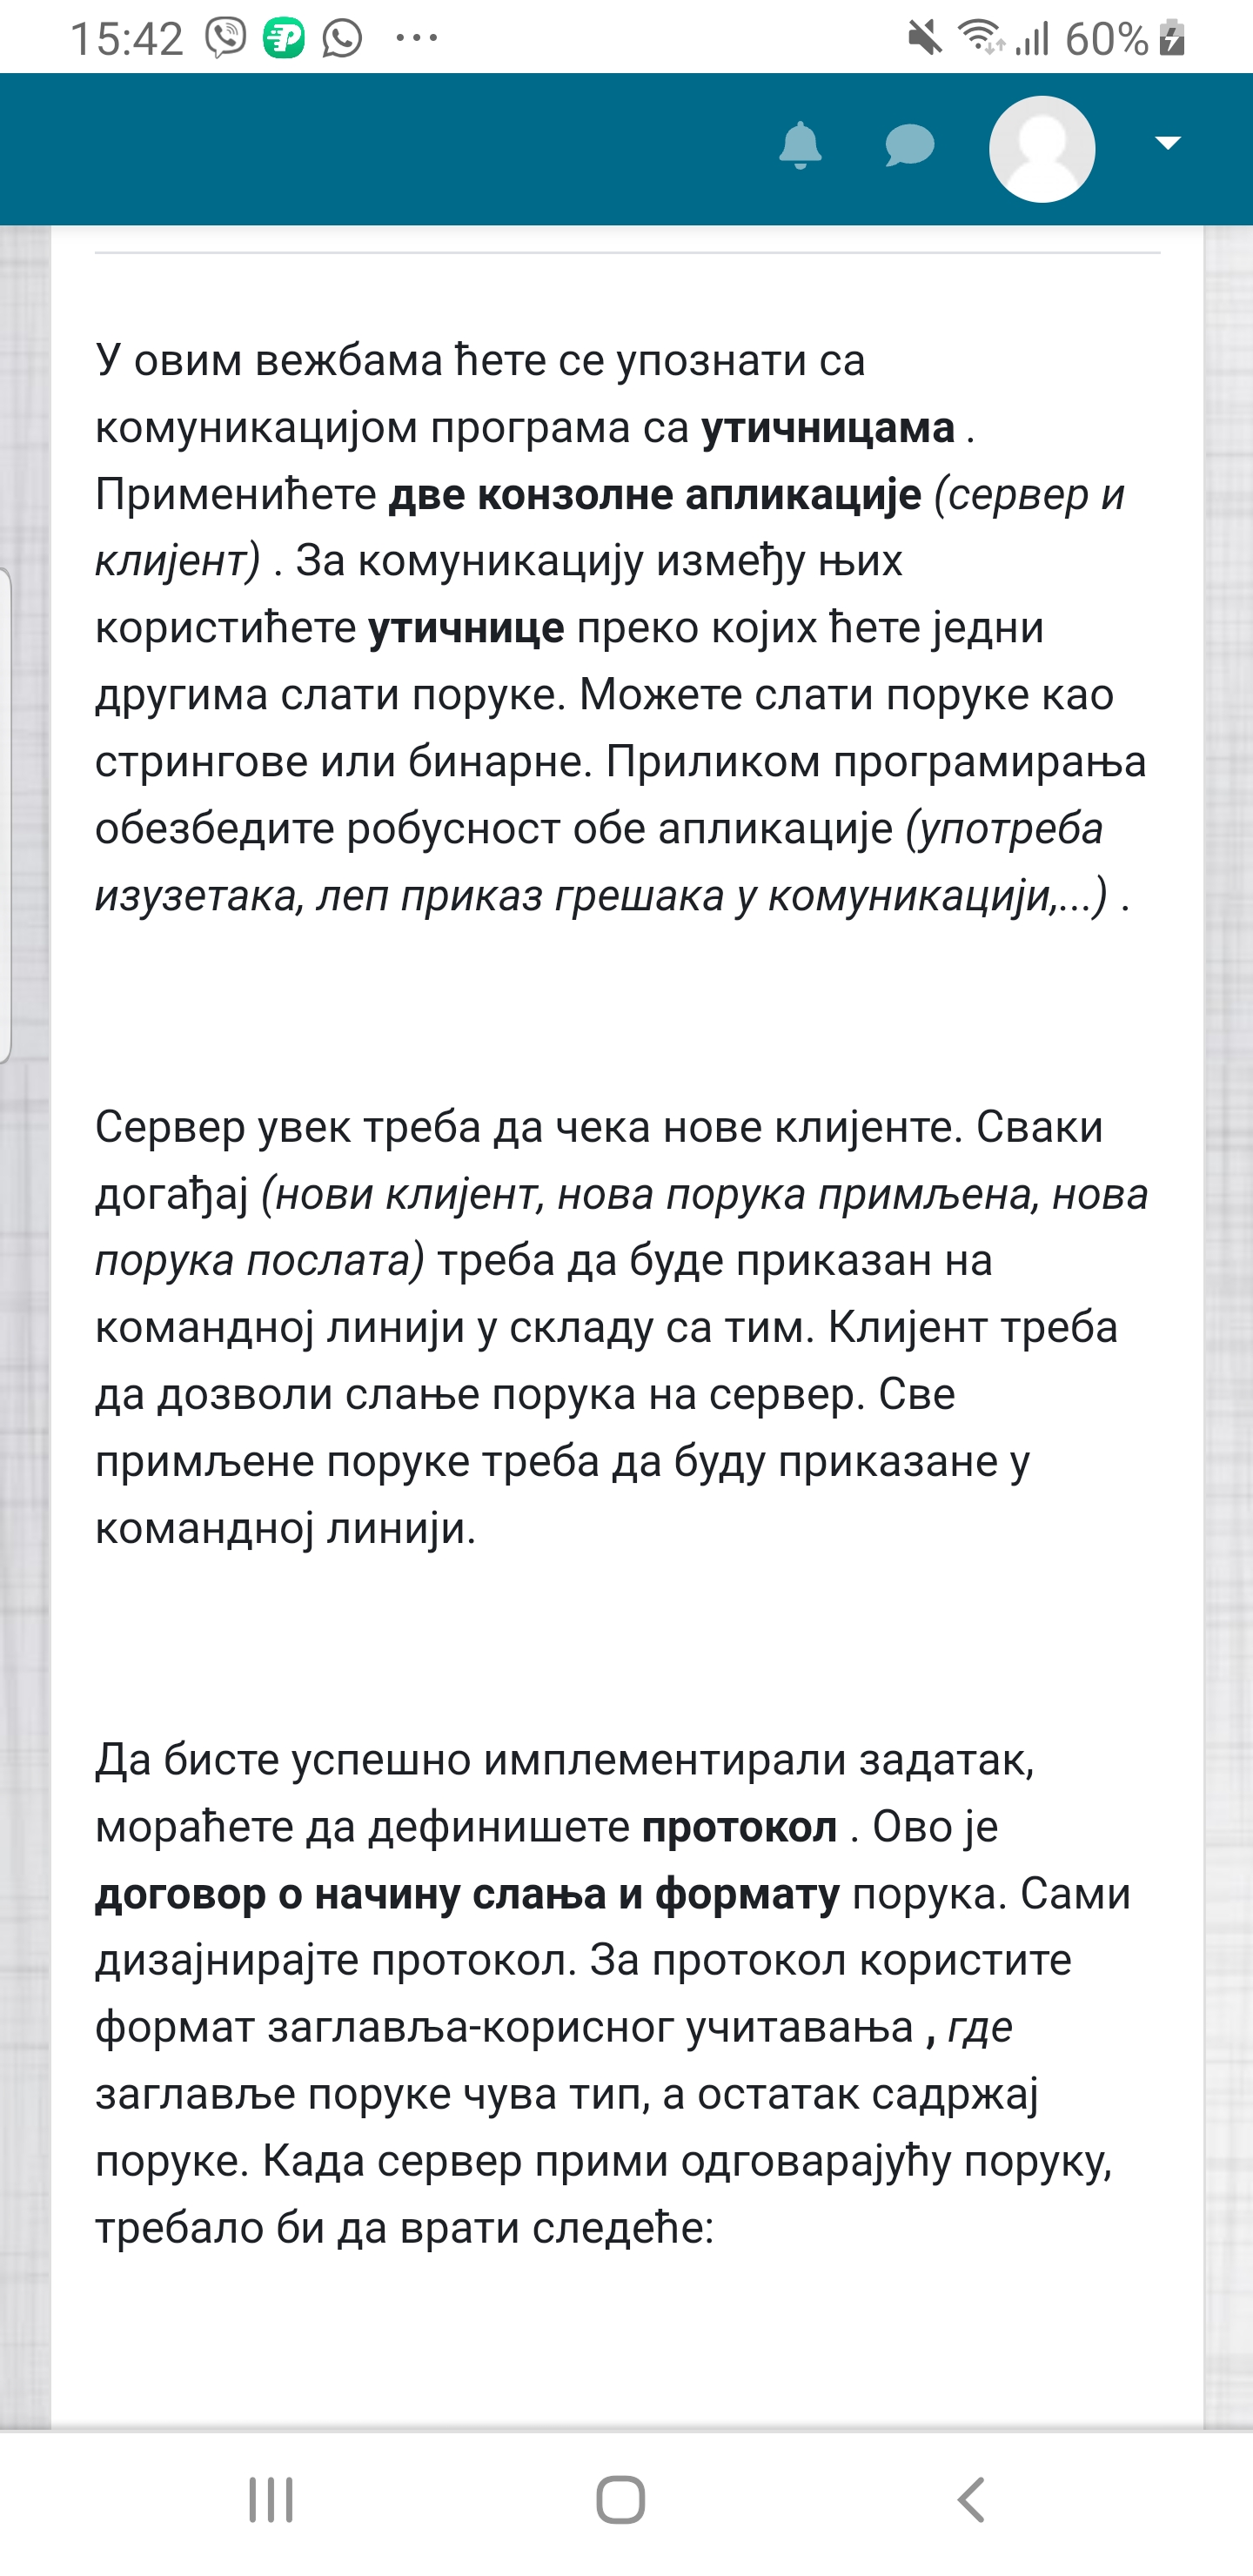 15:42
60%
У овим вежбама ћете се упознати са
комуникацијом програма са утичницама .
Применићете две конзолне апликације (сервер и
клијент) . За комуникацију између њих
користићете утичнице преко којих ћете једни
другима слати поруке. Можете слати поруке као
стрингове или бинарне. Приликом програмирања
обезбедите робусност обе апликације (употреба
изузетака, леп приказ грешака у комуникацији,...) .
Сервер увек треба да чека нове клијенте. Сваки
догађај (нови клијент, нова порука примљена, нова
порука послата) треба да буде приказан на
командној линији у складу са тим. Клијент треба
да дозволи слање порука на сервер. Све
примљене поруке треба да буду приказане у
командној линији.
Да бисте успешно имплементирали задатак,
мораћете да дефинишете протокол . Ово је
договор о начину слања и формату порука. Сами
дизајнирајте протокол. За протокол користите
формат заглавља-корисног учитавања , где
заглавље поруке чува тип, а остатак садржај
поруке. Када сервер прими одговарајућу поруку,
требало би да врати следеће: